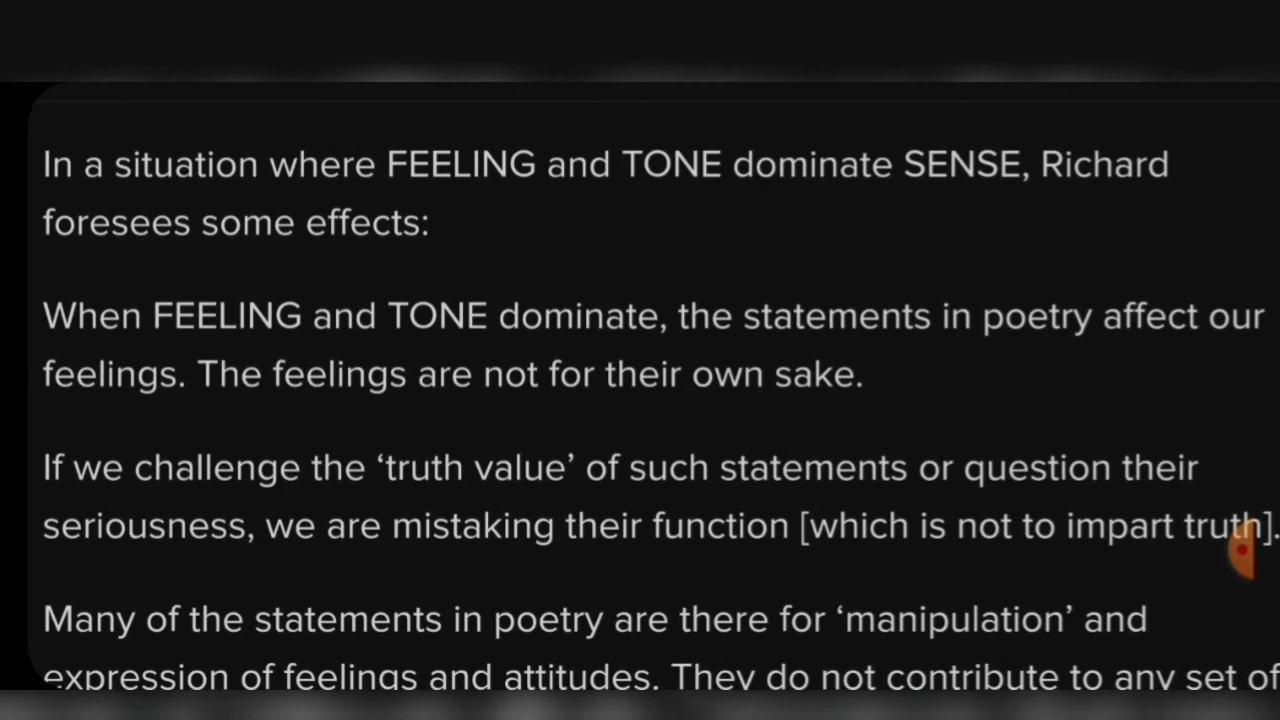 In a situation where FEELING and TONE dominate SENSE, Richard
foresees some effects:
When FEELING and TONE dominate, the statements in poetry affect our
feelings. The feelings are not for their own sake.
If we challenge the ‘truth value’ of such statements or question their
seriousness, we are mistaking their function [which is not to impart truth].
Many of the statements in poetry are there for ‘manipulation’ and
expression of feelings and attitudes. They do not contribute to any set of